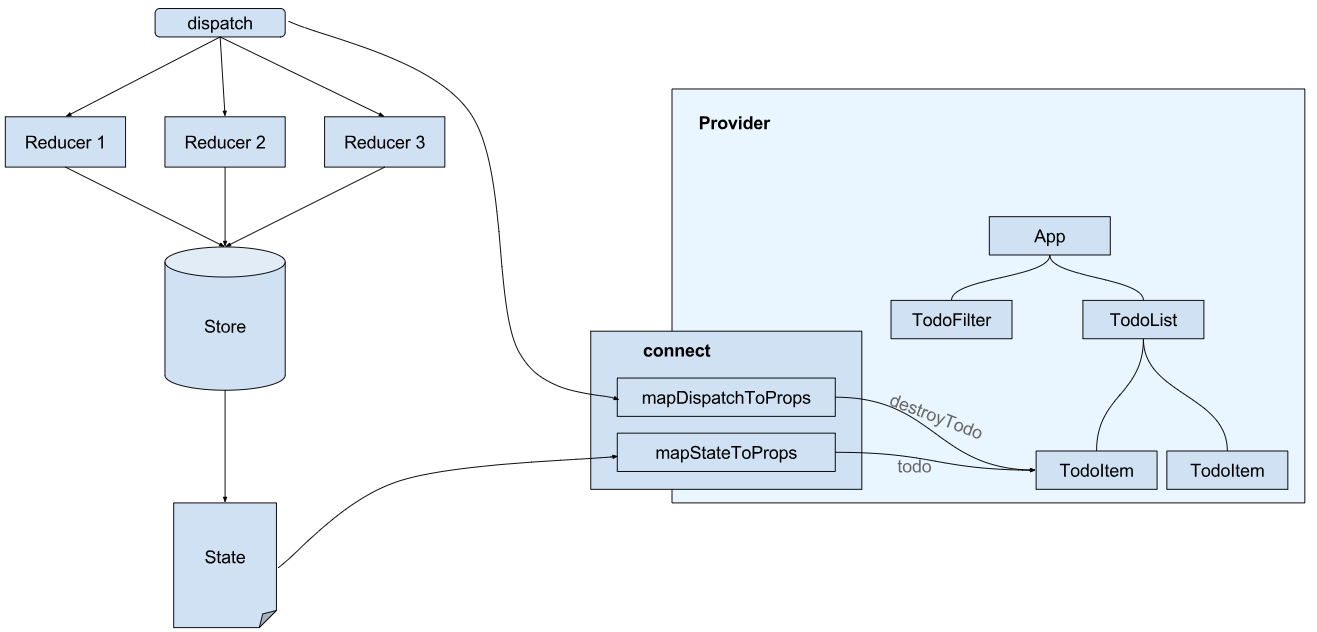 dispatch
Reducer 1
Reducer 2
Reducer 3
Store
State
Provider
App
TodoFilter
TodoList
connect
mapDispatchToProps
mapStateToProps
destroyTodo
todo
TodoItem
TodoItem